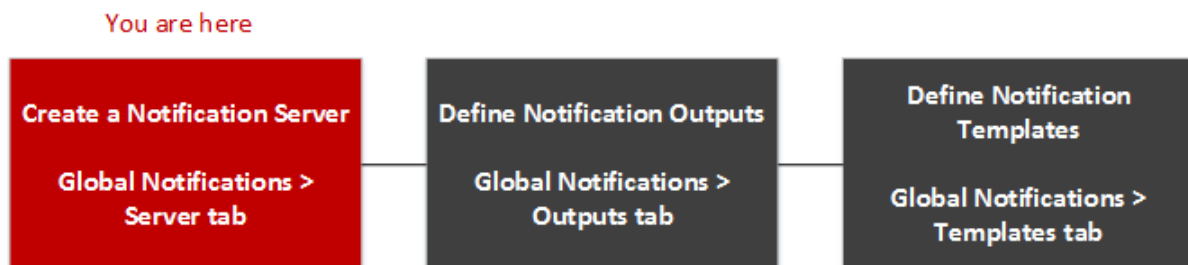 You are here
Create a Notification Server
Global Notifications >
Server tab
Define Notification Outputs
Global Notifications >
Outputs tab
Define Notification
Templates
Global Notifications >
Templates tab